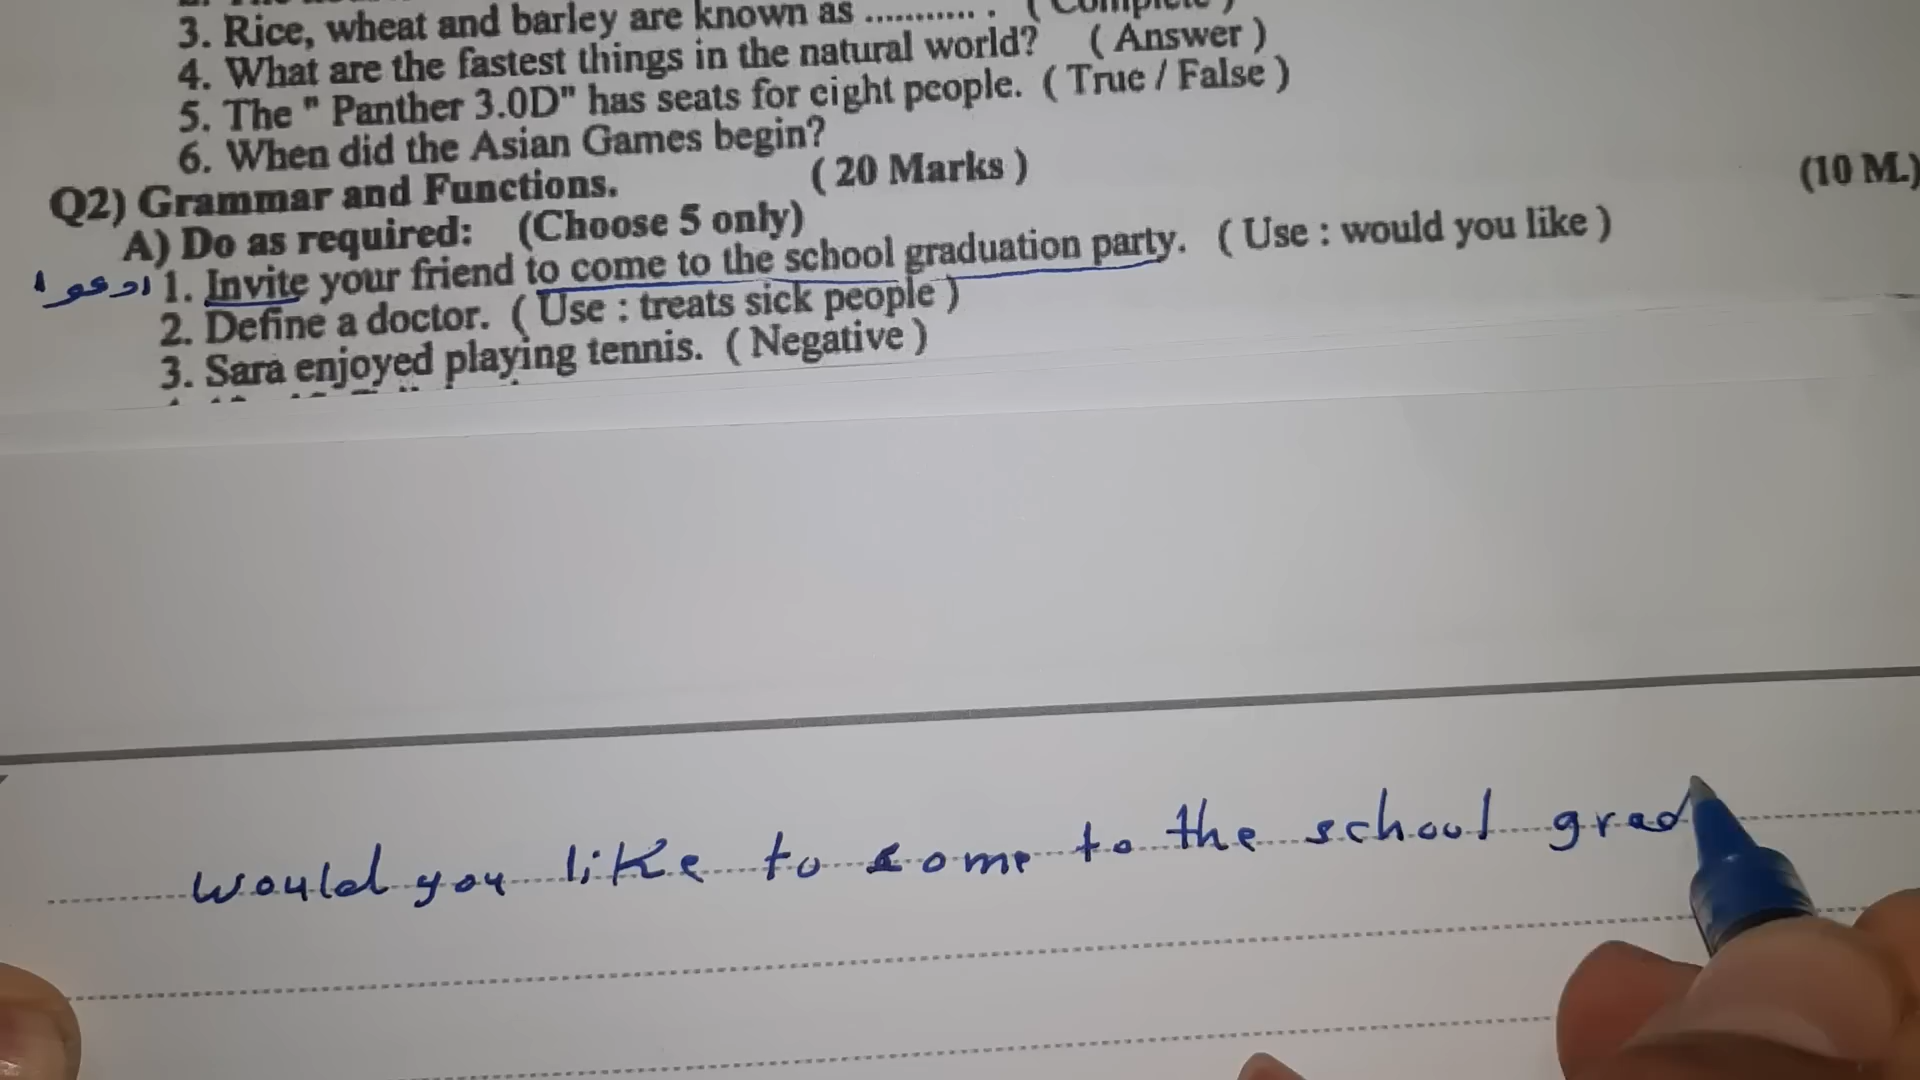 3. Rice, wheat and barley are known as ............ . ( Complete )
4. What are the fastest things in the natural world? ( Answer )
5. The " Panther 3.0D" has seats for eight people. ( True / False )
6. When did the Asian Games begin?
Q2) Grammar and Functions. ( 20 Marks )
A) Do as required: (Choose 5 only) (10 M.)
ادعوا 1. Invite your friend to come to the school graduation party. ( Use : would you like )
2. Define a doctor. ( Use : treats sick people )
3. Sara enjoyed playing tennis. ( Negative )
would you like to come to the school grad